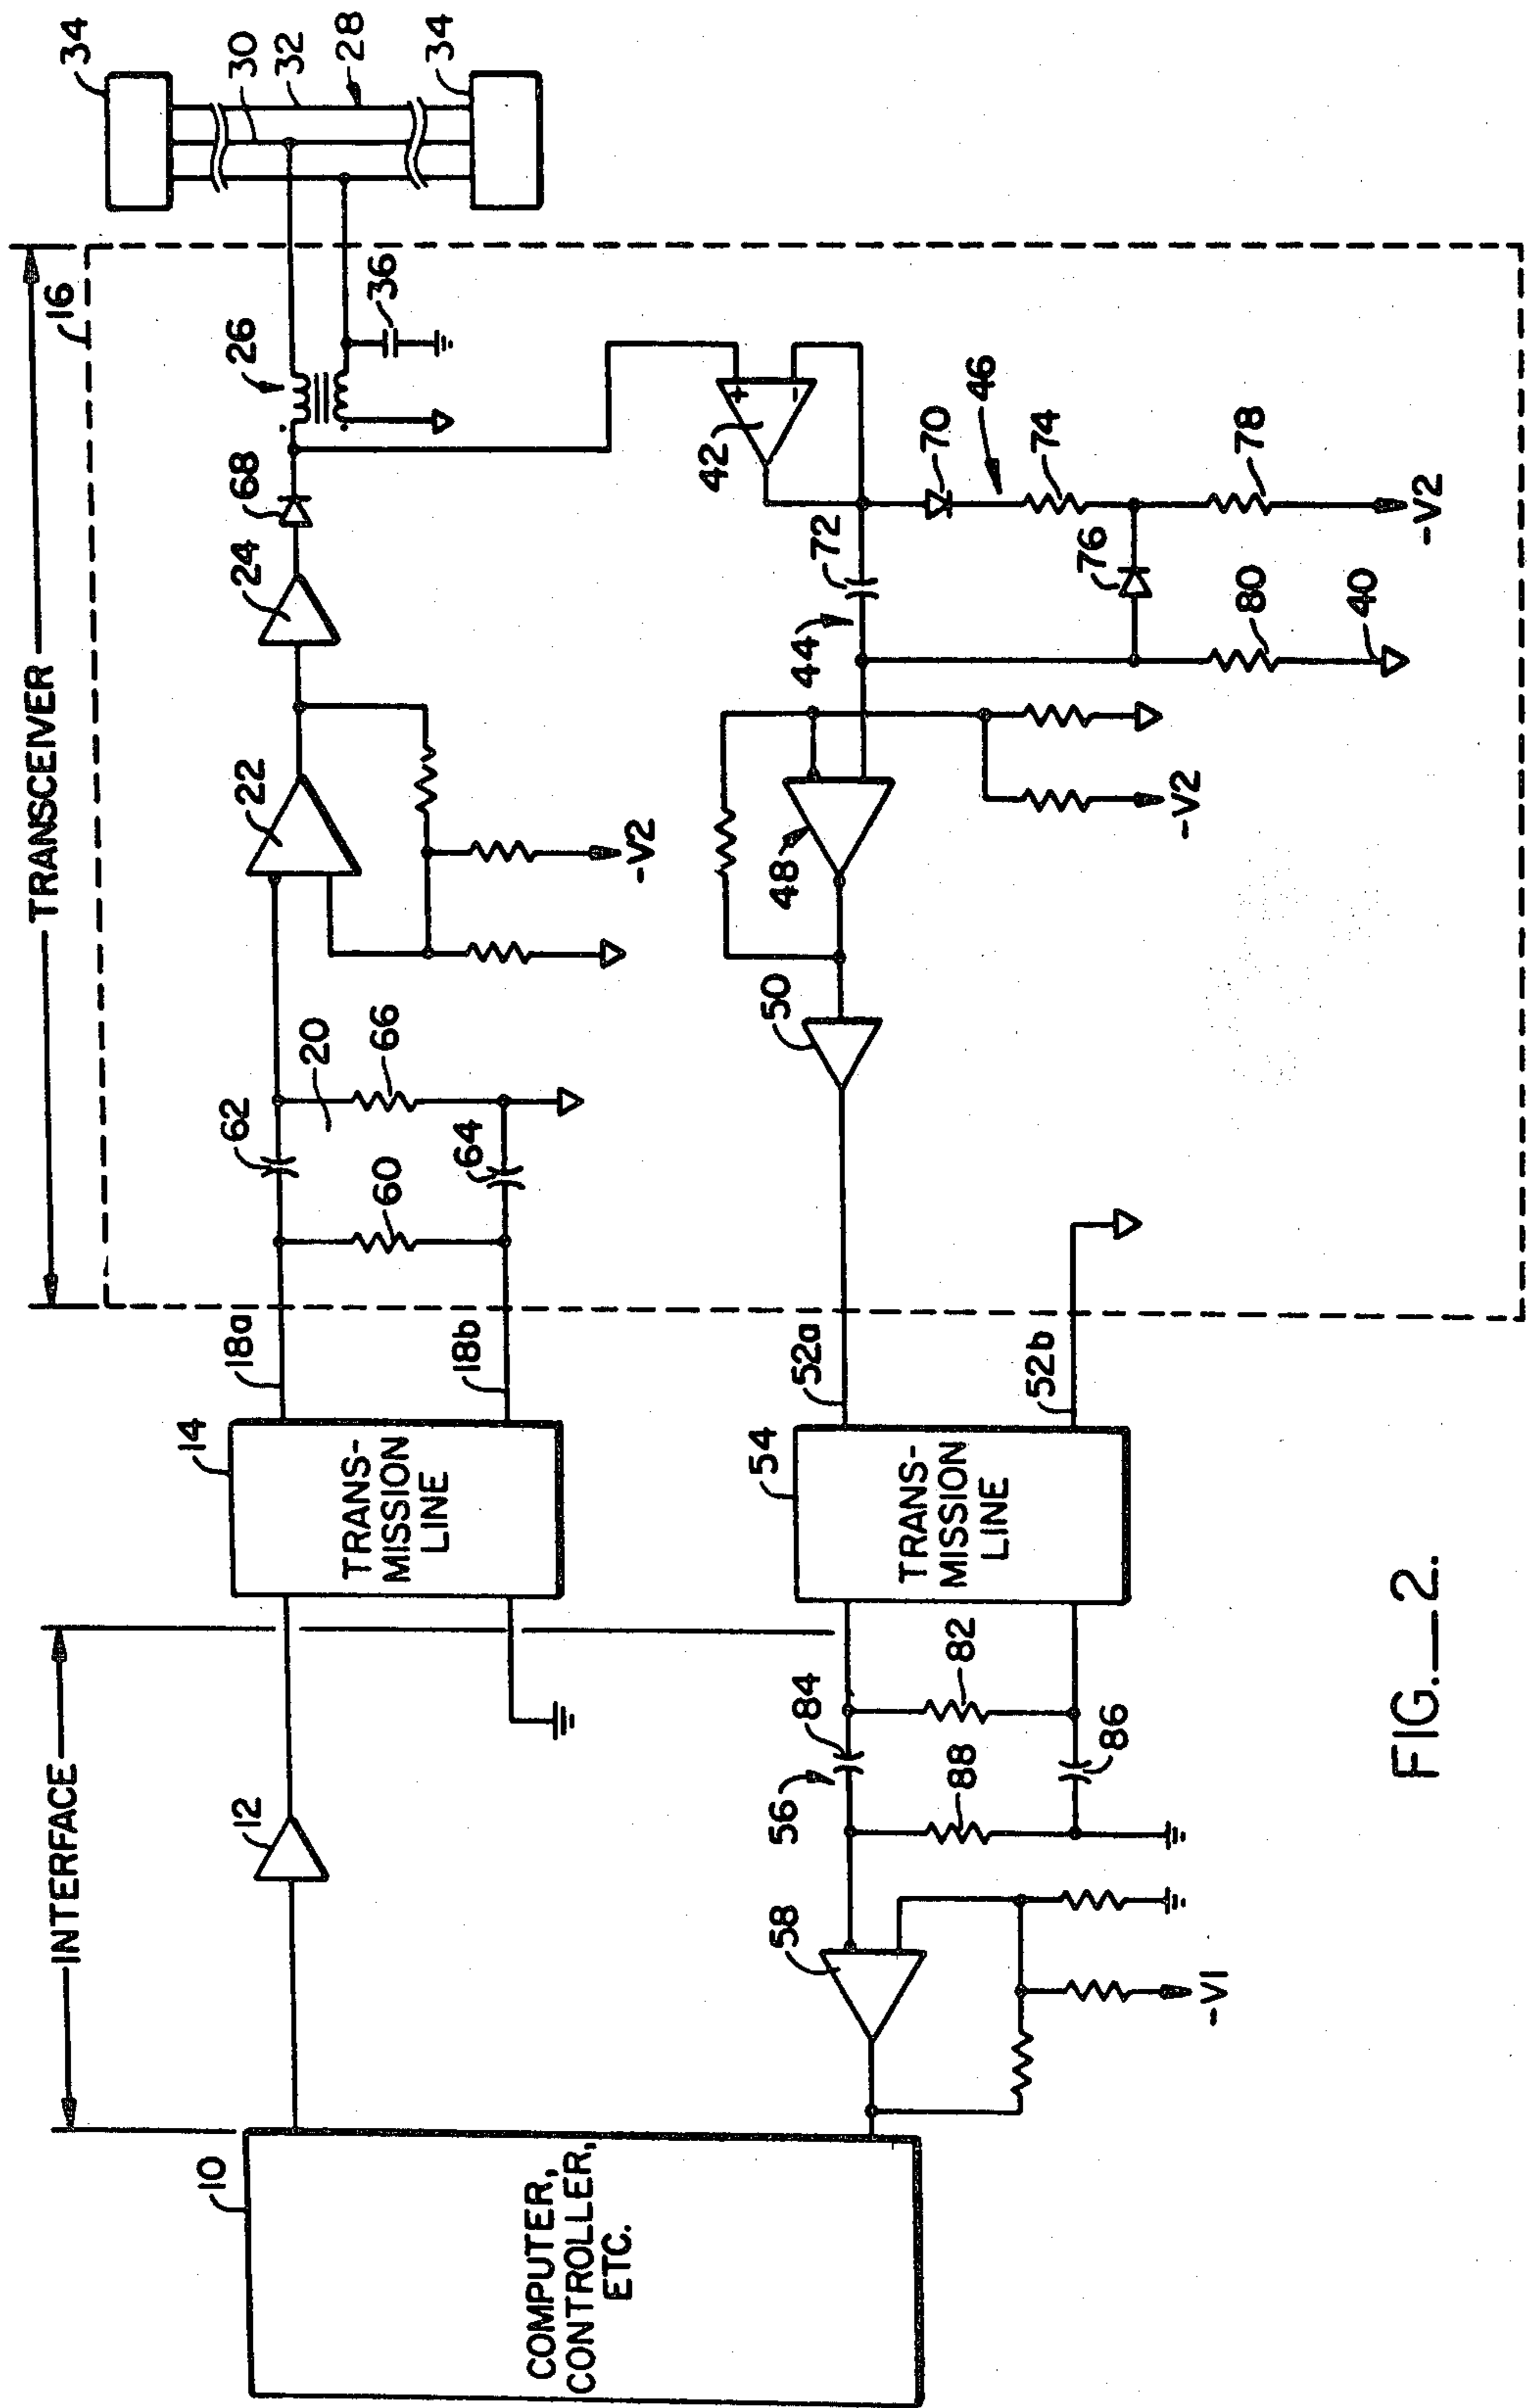 TRANSCEIVER
INTERFACE
10
COMPUTER,
CONTROLLER,
ETC.
12
14
TRANS-
MISSION
LINE
18a
18b
16
62
20
66
60
64
22
-V2
24
68
26
36
34
30
32
28
34
42
70
46
74
72
44
76
78
80
40
-V2
48
-V2
50
52a
52b
54
TRANS-
MISSION
LINE
84
82
56
88
86
58
-V1
FIG._2.